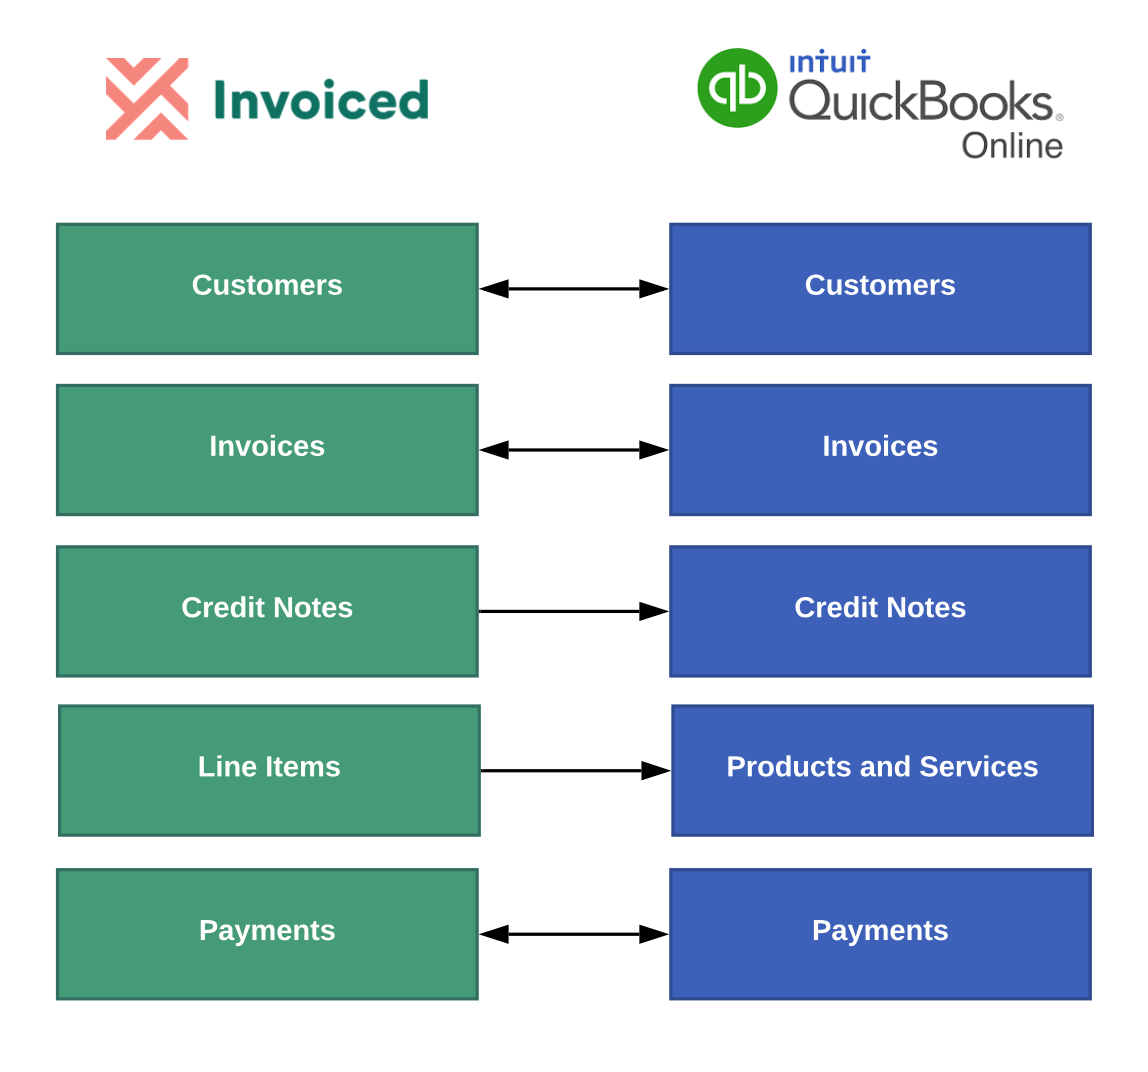 Invoiced
intuit
QuickBooks®
Online
Customers
Customers
Invoices
Invoices
Credit Notes
Credit Notes
Line Items
Products and Services
Payments
Payments